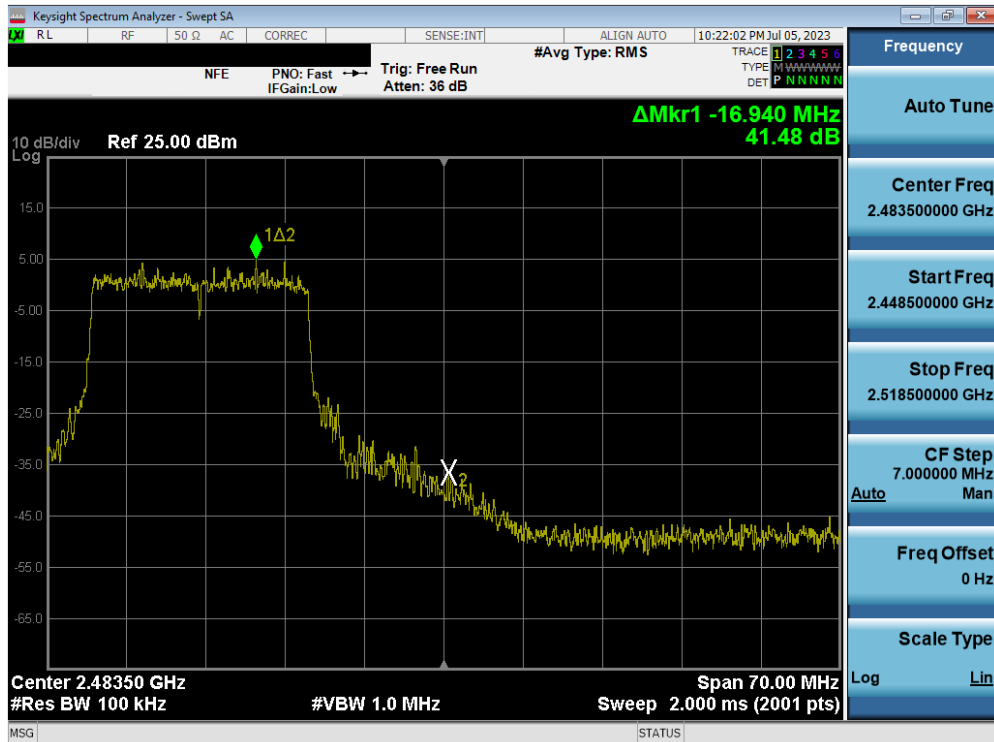 Keysight Spectrum Analyzer - Swept SA
LXI RL RF 50 Ω AC CORREC SENSE:INT ALIGN AUTO 10:22:02 PM Jul 05, 2023
NFE
PNO: Fast
IFGain:Low
Trig: Free Run
Atten: 36 dB
#Avg Type: RMS
TRACE 1 2 3 4 5 6
TYPE M W W W W W
DET P N N N N N
ΔMkr1 -16.940 MHz
41.48 dB
10 dB/div
Log
Ref 25.00 dBm
15.0
5.00
-5.00
-15.0
-25.0
-35.0
-45.0
-55.0
-65.0
1Δ2
X2
Center 2.48350 GHz
Span 70.00 MHz
#Res BW 100 kHz
#VBW 1.0 MHz
Sweep 2.000 ms (2001 pts)
MSG
STATUS
Frequency
Auto Tune
Center Freq
2.483500000 GHz
Start Freq
2.448500000 GHz
Stop Freq
2.518500000 GHz
CF Step
7.000000 MHz
Auto Man
Freq Offset
0 Hz
Scale Type
Log Lin